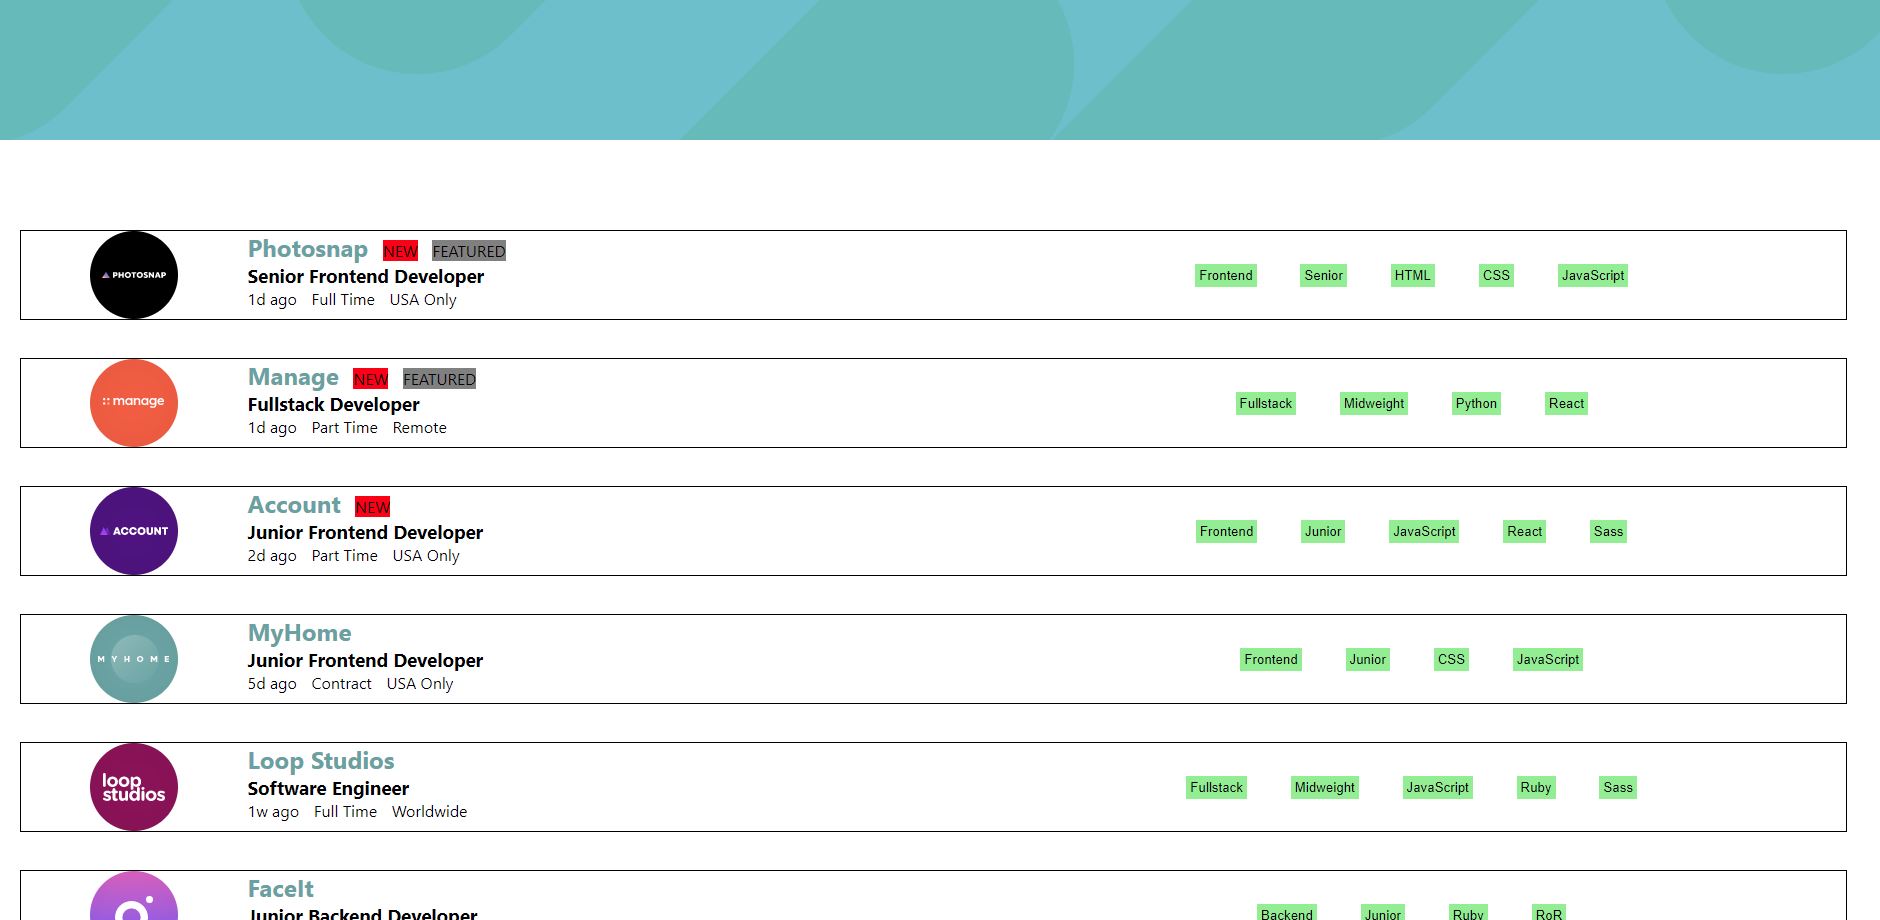 PHOTOSNAP
Photosnap NEW FEATURED
Senior Frontend Developer
1d ago Full Time USA Only
Frontend Senior HTML CSS JavaScript
manage
Manage NEW FEATURED
Fullstack Developer
1d ago Part Time Remote
Fullstack Midweight Python React
ACCOUNT
Account NEW
Junior Frontend Developer
2d ago Part Time USA Only
Frontend Junior JavaScript React Sass
MYHOME
MyHome
Junior Frontend Developer
5d ago Contract USA Only
Frontend Junior CSS JavaScript
loop
studios
Loop Studios
Software Engineer
1w ago Full Time Worldwide
Fullstack Midweight JavaScript Ruby Sass
FaceIt
Junior Backend Developer
Backend Junior Ruby RoR